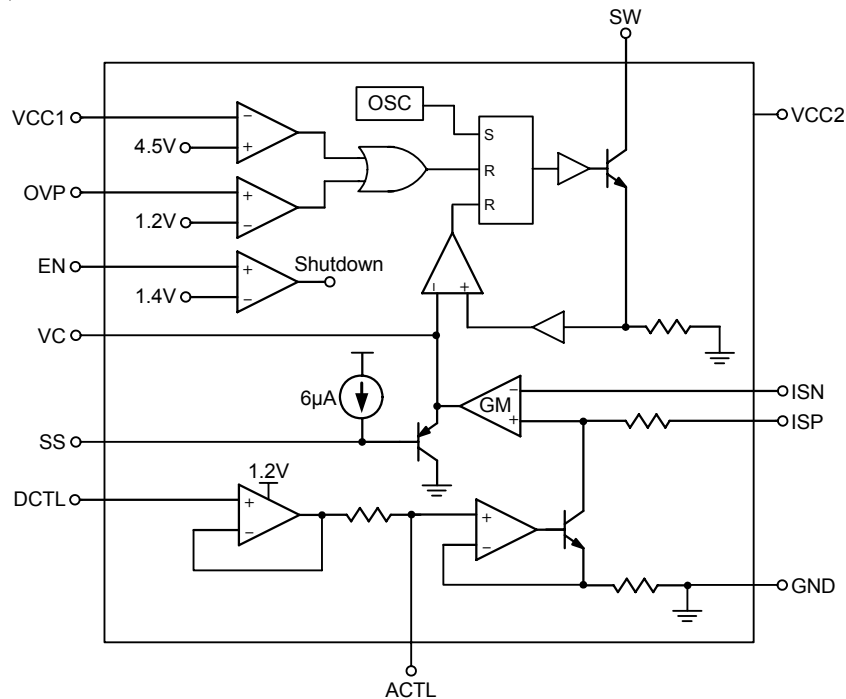 SW
OSC
VCC1
VCC2
−
4.5V
+
S
OVP
+
R
1.2V
−
R
EN
+
Shutdown
1.4V
−
− +
VC
6µA
GM
−
ISN
+
ISP
SS
1.2V
DCTL
+
−
+
−
GND
ACTL